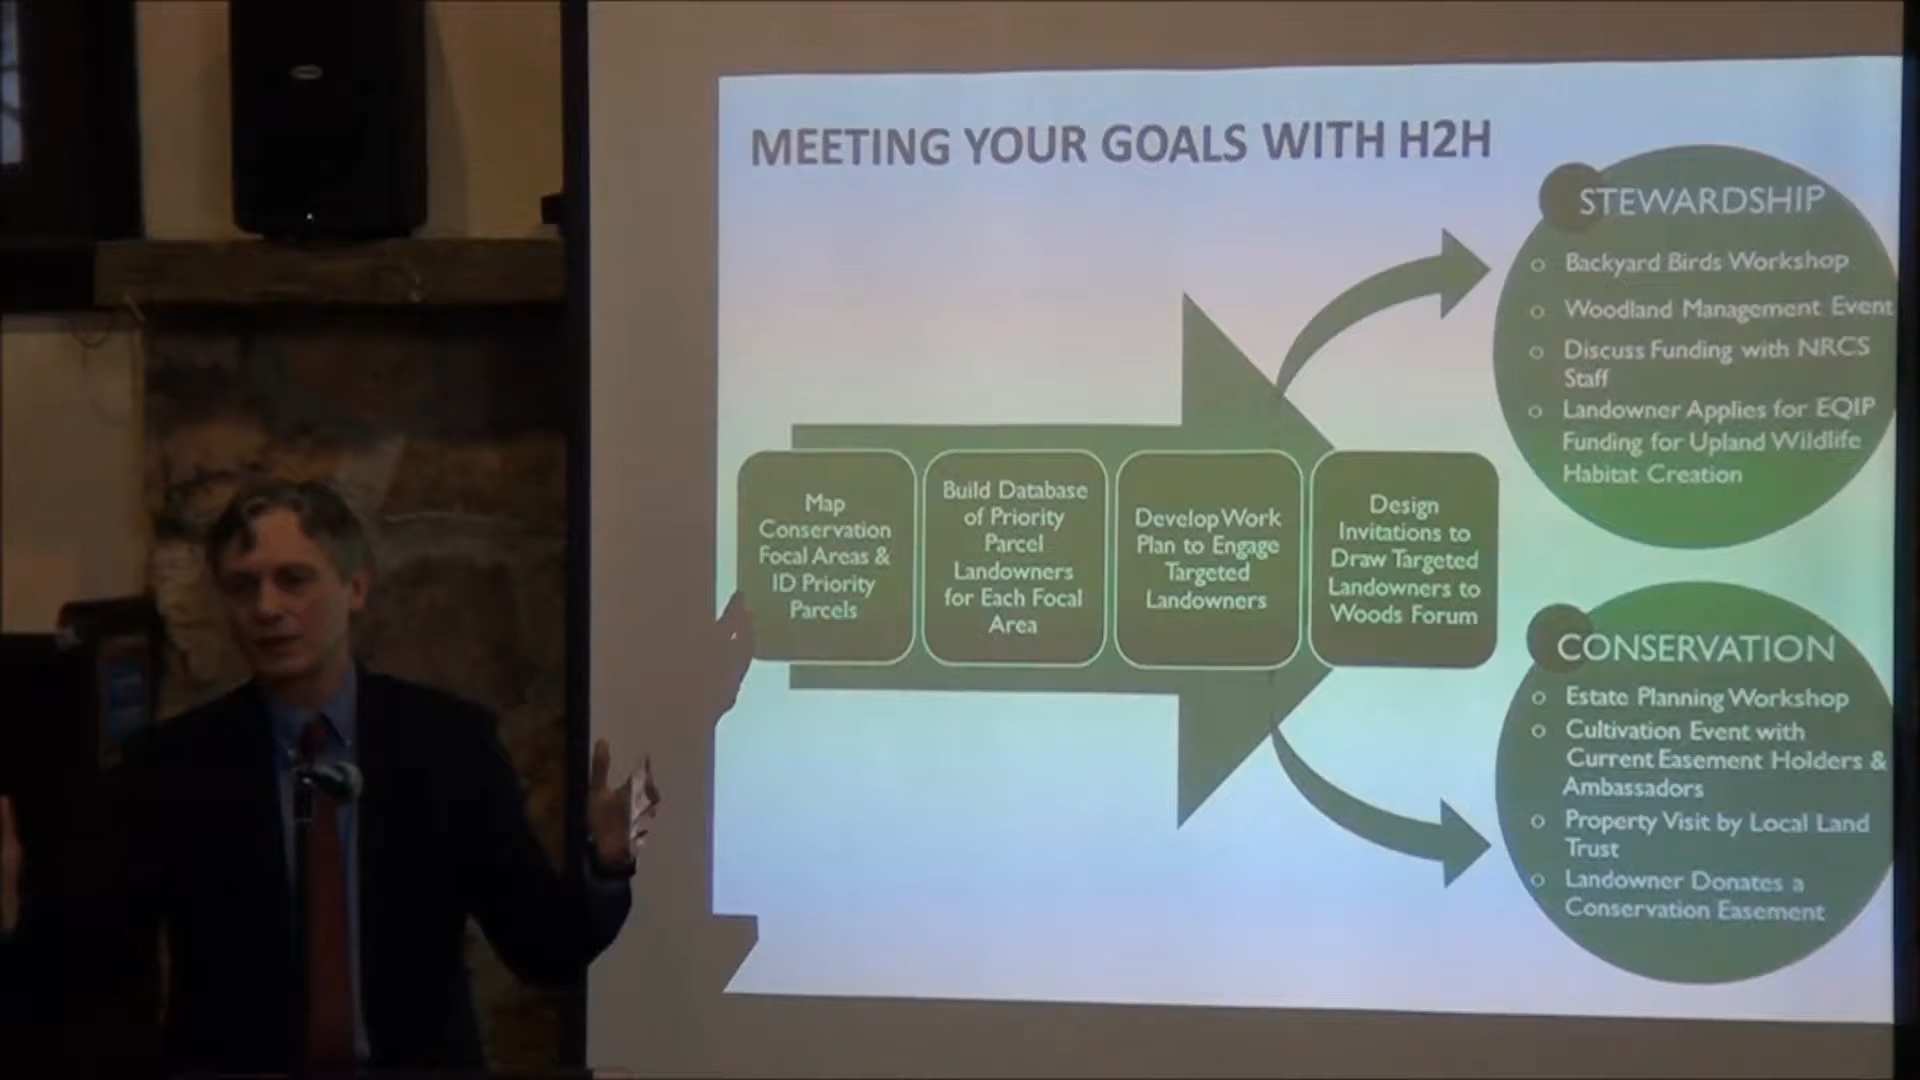 MEETING YOUR GOALS WITH H2H
Map
Conservation
Focal Areas &
ID Priority
Parcels
Build Database
of Priority
Parcel
Landowners
for Each Focal
Area
Develop Work
Plan to Engage
Targeted
Landowners
Design
Invitations to
Draw Targeted
Landowners to
Woods Forum
STEWARDSHIP
o Backyard Birds Workshop
o Woodland Management Event
o Discuss Funding with NRCS
Staff
o Landowner Applies for EQIP
Funding for Upland Wildlife
Habitat Creation
CONSERVATION
o Estate Planning Workshop
o Cultivation Event with
Current Easement Holders &
Ambassadors
o Property Visit by Local Land
Trust
o Landowner Donates a
Conservation Easement